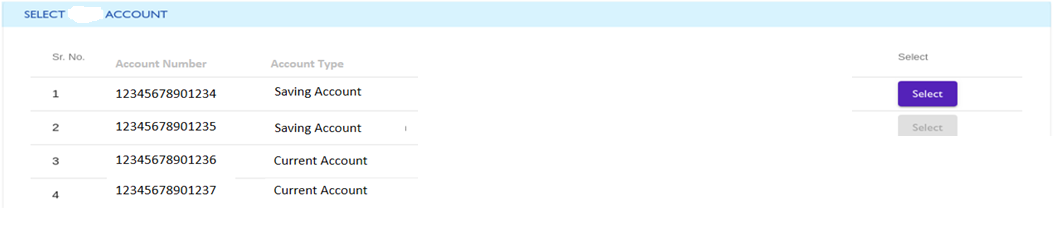 SELECT ACCOUNT
Sr. No. Account Number Account Type Select
1 12345678901234 Saving Account Select
2 12345678901235 Saving Account Select
3 12345678901236 Current Account
4 12345678901237 Current Account